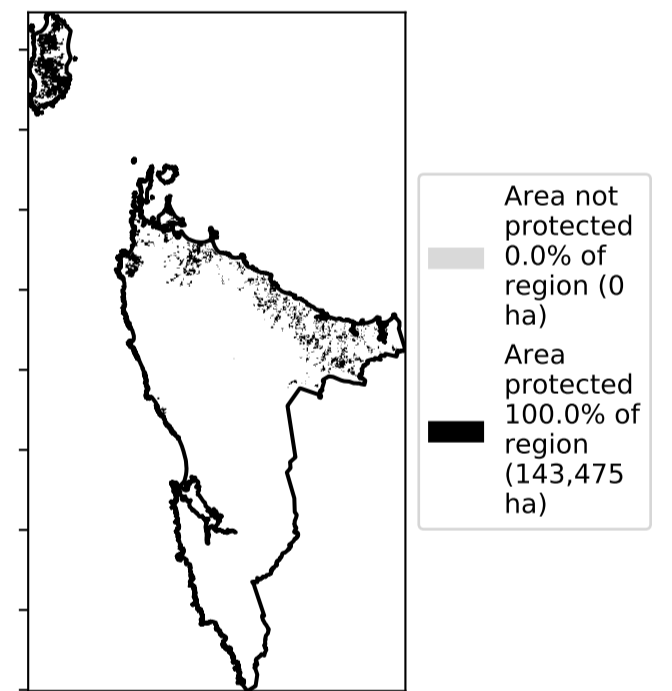 Area not
protected
0.0% of
region (0
ha)
Area
protected
100.0% of
region
(143,475
ha)